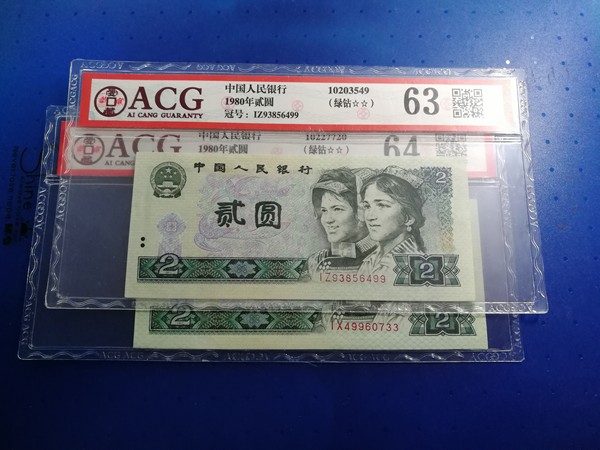 ACG
AI CANG GUARANTY
中国人民银行
1980年贰圆
冠号: IZ93856499
10203549
(绿钻☆☆)
63
ACG
AI CANG
中国人民银行
1980年贰圆
10227720
(绿钻☆☆)
64
中国人民银行
贰圆
2
2
2
IZ93856499
2
2
IX49960733